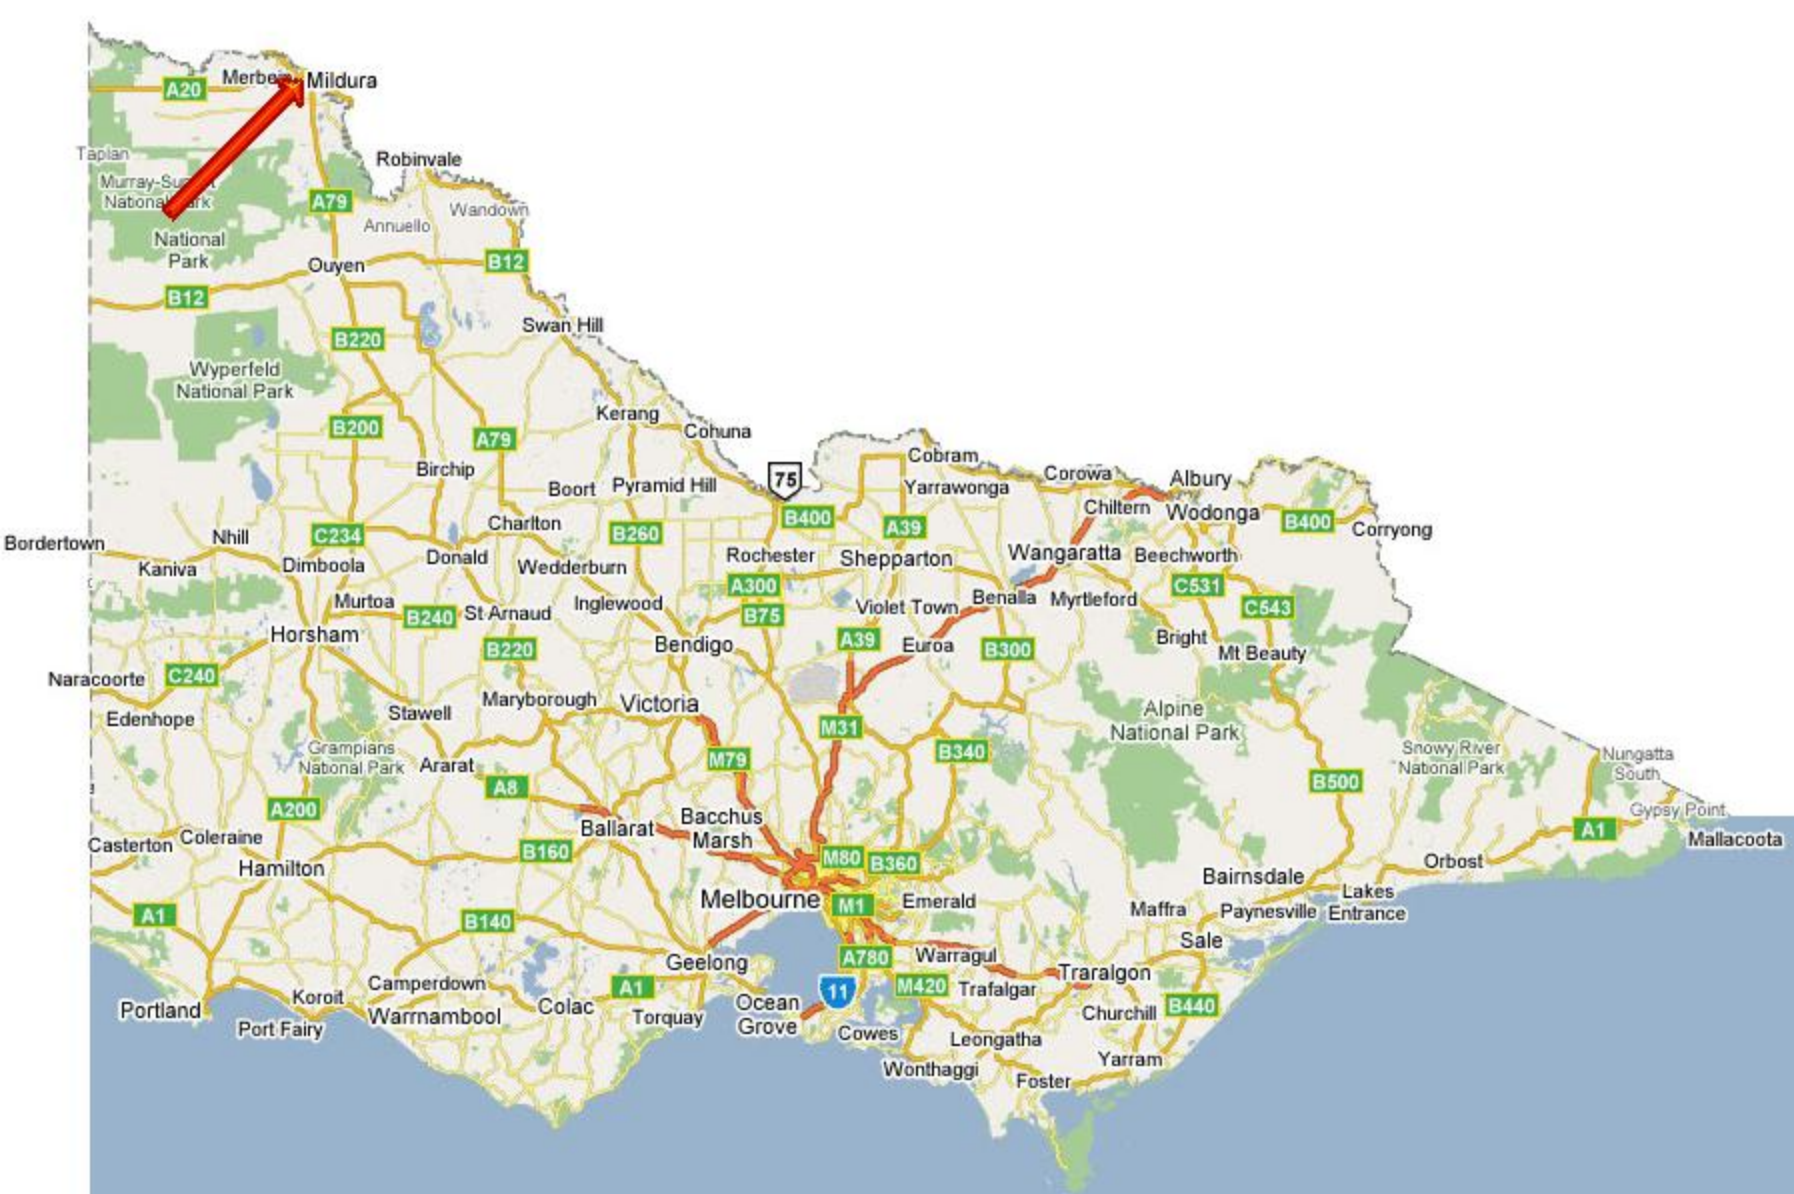 Merbein
Mildura
A20
Taplan
Robinvale
Murray-Sunset
National Park
A79
Wandown
Annuello
National
Park
Ouyen
B12
B12
Swan Hill
B220
Wyperfeld
National Park
Kerang
B200
A79
Cohuna
Birchip
Cobram
75
Corowa
Albury
Boort
Pyramid Hill
Yarrawonga
Chiltern
Wodonga
B400
B400
Corryong
Charlton
C234
B260
A39
Bordertown
Nhill
Kaniva
Dimboola
Donald
Wedderburn
Rochester
Shepparton
Wangaratta
Beechworth
A300
C531
Murtoa
B240
St Arnaud
Inglewood
B75
Violet Town
Benalla
Myrtleford
C543
Horsham
B220
Bendigo
A39
Euroa
B300
Bright
Mt Beauty
Naracoorte
C240
Edenhope
Stawell
Maryborough
Victoria
M31
Alpine
National Park
Grampians
National Park
Ararat
M79
B340
Snowy River
National Park
Nungatta
South
B500
A8
A200
Gypsy Point
Ballarat
Bacchus
Marsh
A1
Mallacoota
Casterton
Coleraine
B160
M80
B360
Orbost
Hamilton
Melbourne
M1
Emerald
Bairnsdale
Lakes
Entrance
A1
B140
Maffra
Paynesville
Sale
Geelong
A780
Warragul
Traralgon
Camperdown
A1
11
M420
Trafalgar
Portland
Koroit
Colac
Ocean
Grove
Churchill
B440
Port Fairy
Warrnambool
Torquay
Cowes
Leongatha
Wonthaggi
Foster
Yarram